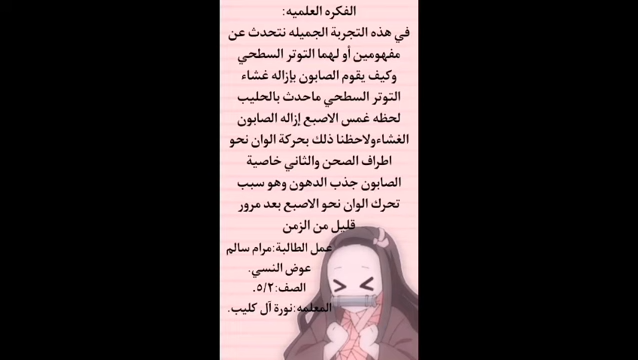 الفكره العلميه:
في هذه التجربة الجميله نتحدث عن
مفهومين أو لهما التوتر السطحي
وكيف يقوم الصابون بإزاله غشاء
التوتر السطحي ماحدث بالحليب
لحظه غمس الاصبع إزاله الصابون
الغشاءولاحظنا ذلك بحركة الوان نحو
اطراف الصحن والثاني خاصية
الصابون جذب الدهون وهو سبب
تحرك الوان نحو الاصبع بعد مرور
قليل من الزمن
عمل الطالبة:مرام سالم
عوض النسي.
الصف:٥/٢.
المعلمه:نورة آل كليب.